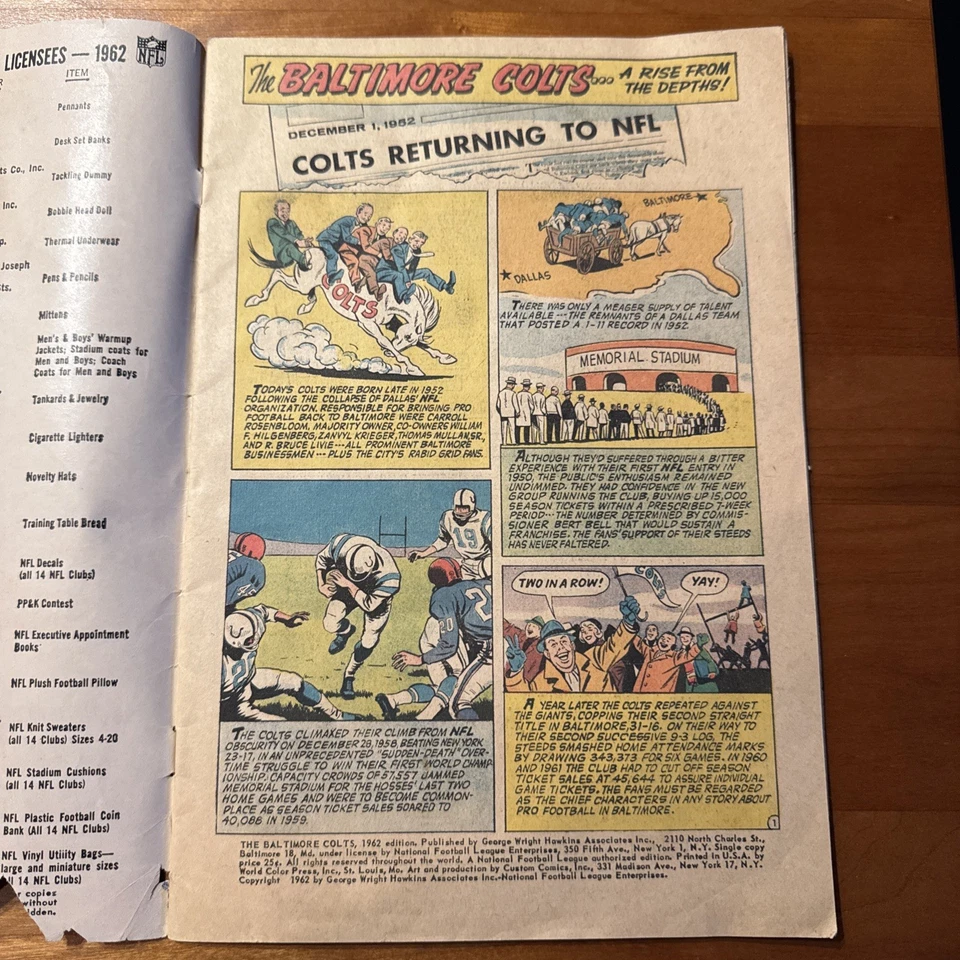 LICENSEES — 1962 NFL
ITEM
Pennants
Desk Set Banks
ts Co., Inc.
Tackling Dummy
Inc.
Bobbie Head Doll
p.
Thermal Underwear
Joseph
Pens & Pencils
sts.
Mittens
Men's & Boys' Warmup
Jackets; Stadium coats for
Men and Boys; Coach
Coats for Men and Boys
Tankards & Jewelry
Cigarette Lighters
Novelty Hats
Training Table Bread
NFL Decals
(all 14 NFL Clubs)
PP&K Contest
NFL Executive Appointment
Books
NFL Plush Football Pillow
NFL Knit Sweaters
(all 14 Clubs) Sizes 4-20
NFL Stadium Cushions
(all 14 NFL Clubs)
NFL Plastic Football Coin
Bank (All 14 NFL Clubs)
NFL Vinyl Utility Bags—
large and miniature sizes
ll 14 NFL Clubs)
r copies
without
dden.
The BALTIMORE COLTS... A RISE FROM
THE DEPTHS!
DECEMBER 1, 1952
COLTS RETURNING TO NFL
COLTS
TODAY'S COLTS WERE BORN LATE IN 1952
FOLLOWING THE COLLAPSE OF DALLAS' NFL
ORGANIZATION. RESPONSIBLE FOR BRINGING PRO
FOOTBALL BACK TO BALTIMORE WERE CARROLL
ROSENBLOOM, MAJORITY OWNER, CO-OWNERS WILLIAM
F. HILGENBERG, ZANVYL KRIEGER, THOMAS MULLAN, SR.,
AND R. BRUCE LIVIE---ALL PROMINENT BALTIMORE
BUSINESSMEN --- PLUS THE CITY'S RABID GRID FANS.
BALTIMORE
DALLAS
THERE WAS ONLY A MEAGER SUPPLY OF TALENT
AVAILABLE --- THE REMNANTS OF A DALLAS TEAM
THAT POSTED A 1-11 RECORD IN 1952.
MEMORIAL STADIUM
ALTHOUGH THEY'D SUFFERED THROUGH A BITTER
EXPERIENCE WITH THEIR FIRST NFL ENTRY IN
1950, THE PUBLIC'S ENTHUSIASM REMAINED
UNDIMMED. THEY HAD CONFIDENCE IN THE NEW
GROUP RUNNING THE CLUB, BUYING UP 15,000
SEASON TICKETS WITHIN A PRESCRIBED 7-WEEK
PERIOD---THE NUMBER DETERMINED BY COMMIS-
SIONER BERT BELL THAT WOULD SUSTAIN A
FRANCHISE. THE FANS' SUPPORT OF THEIR STEEDS
HAS NEVER FALTERED.
19
20
THE COLTS CLIMAXED THEIR CLIMB FROM NFL
OBSCURITY ON DECEMBER 28, 1958, BEATING NEW YORK
23-17, IN AN UNPRECEDENTED "SUDDEN-DEATH" OVER-
TIME STRUGGLE TO WIN THEIR FIRST WORLD CHAMP-
IONSHIP. CAPACITY CROWDS OF 57,557 JAMMED
MEMORIAL STADIUM FOR THE HOSSES' LAST TWO
HOME GAMES AND WERE TO BECOME COMMON-
PLACE AS SEASON TICKET SALES SOARED TO
40,088 IN 1959.
TWO IN A ROW!
COLTS
YAY!
A YEAR LATER THE COLTS REPEATED AGAINST
THE GIANTS, COPPING THEIR SECOND STRAIGHT
TITLE IN BALTIMORE, 31-16. ON THEIR WAY TO
THEIR SECOND SUCCESSIVE 9-3 LOG, THE
STEEDS SMASHED HOME ATTENDANCE MARKS
BY DRAWING 343,373 FOR SIX GAMES. IN 1960
AND 1961 THE CLUB HAD TO CUT OFF SEASON
TICKET SALES AT 45,644 TO ASSURE INDIVIDUAL
GAME TICKETS. THE FANS MUST BE REGARDED
AS THE CHIEF CHARACTERS IN ANY STORY ABOUT
PRO FOOTBALL IN BALTIMORE.
1
THE BALTIMORE COLTS, 1962 edition. Published by George Wright Hawkins Associates Inc., 2110 North Charles St.,
Baltimore 18, Md. under license by National Football League Enterprises, 350 Fifth Ave., New York 1, N.Y. Single copy
price 25¢. All rights reserved throughout the world. A National Football League authorized edition. Printed in U.S.A. by
World Color Press, Inc., St. Louis, Mo. Art and production by Custom Comics, Inc., 331 Madison Ave., New York 17, N.Y.
Copyright 1962 by George Wright Hawkins Associates Inc.-National Football League Enterprises.